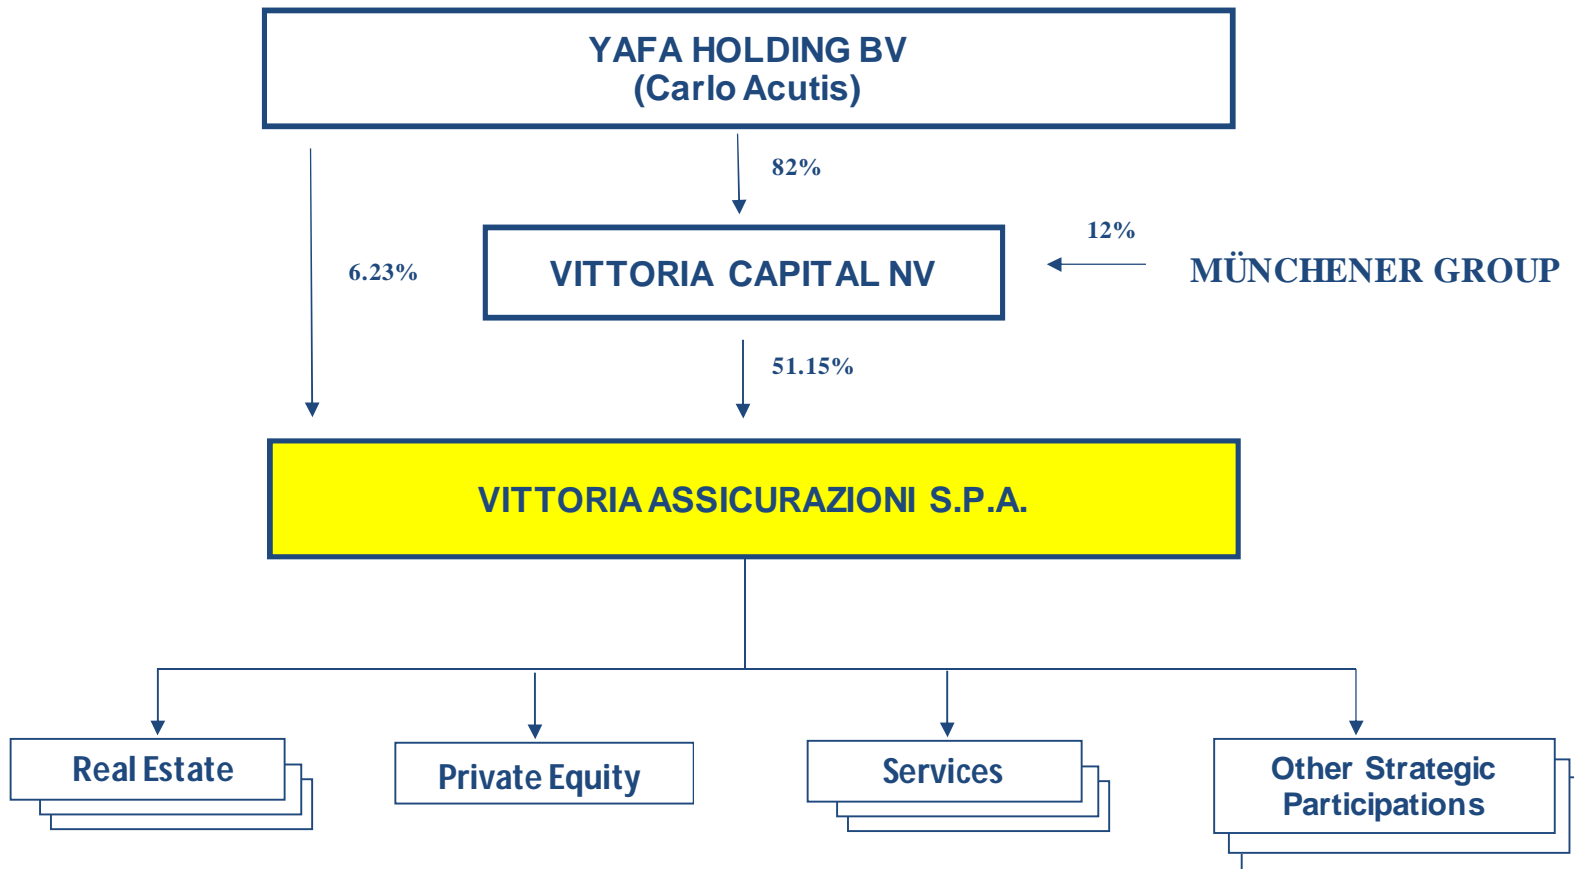 YAFA HOLDING BV
(Carlo Acutis)
82%
12%
6.23%
VITTORIA CAPITAL NV
MÜNCHENER GROUP
51.15%
VITTORIA ASSICURAZIONI S.P.A.
Real Estate
Private Equity
Services
Other Strategic
Participations